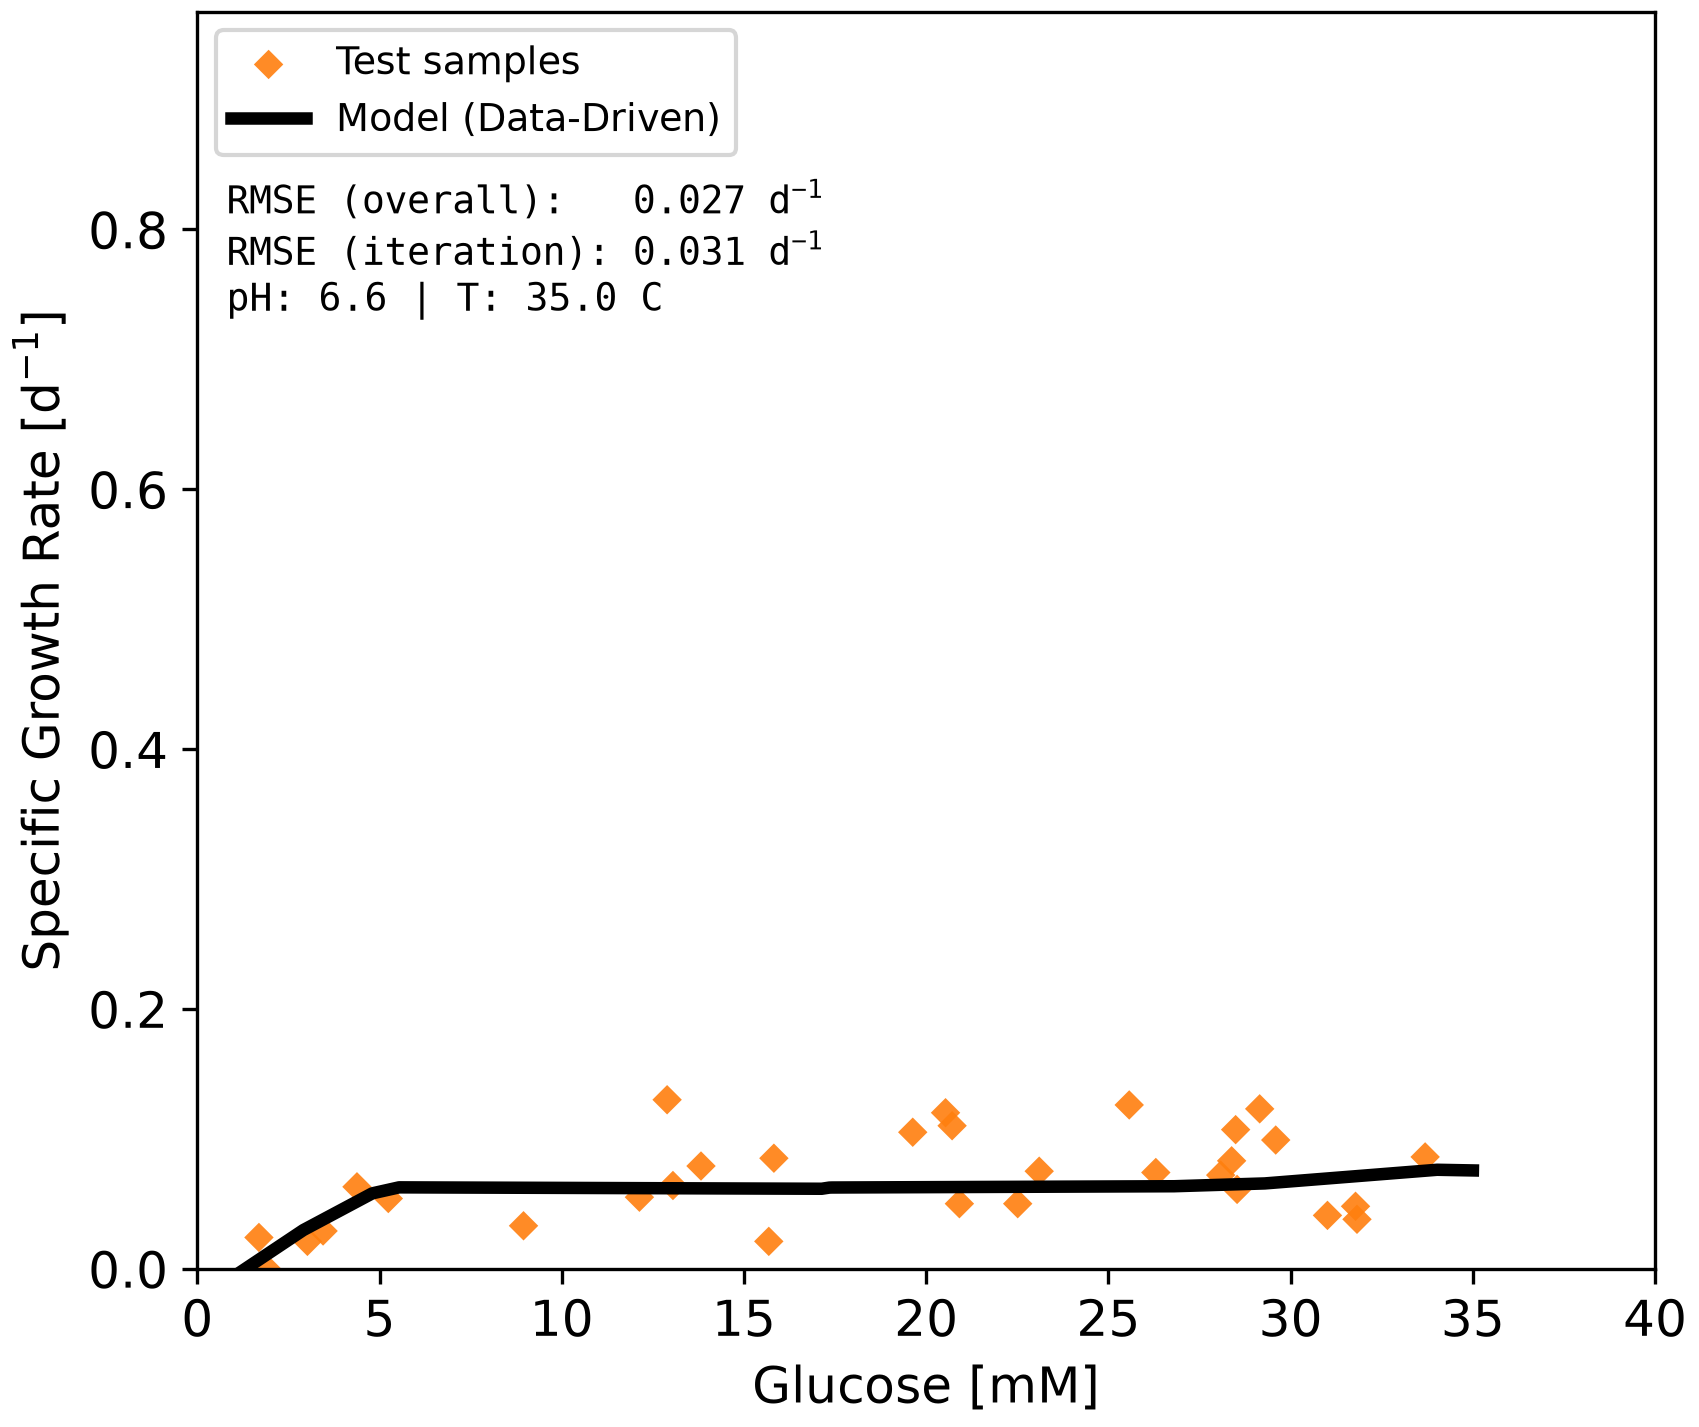 Test samples
Model (Data-Driven)
RMSE (overall):   0.027 d⁻¹
RMSE (iteration): 0.031 d⁻¹
pH: 6.6 | T: 35.0 C
Specific Growth Rate [d⁻¹]
0.8
0.6
0.4
0.2
0.0
0 5 10 15 20 25 30 35 40
Glucose [mM]